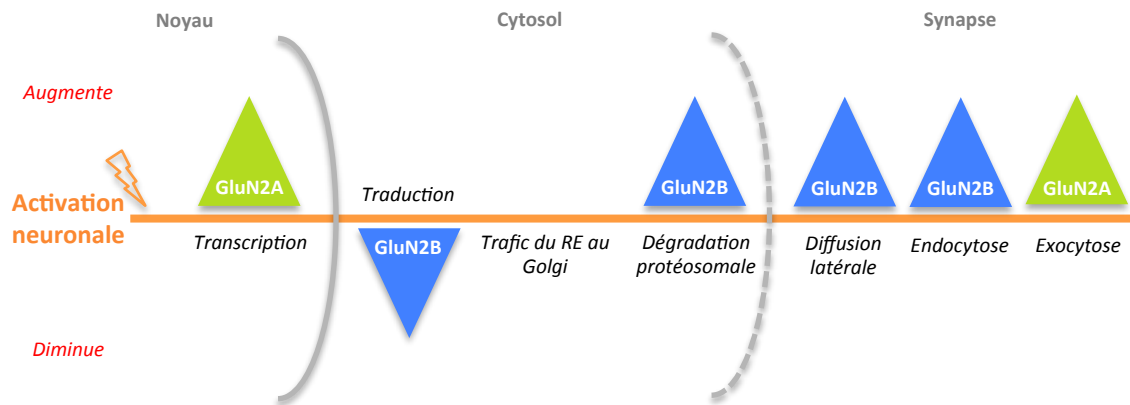 Noyau
Cytosol
Synapse
Augmente
GluN2A
GluN2B
GluN2B
GluN2B
GluN2A
Activation
neuronale
Traduction
Transcription
GluN2B
Trafic du RE au
Golgi
Dégradation
protéosomale
Diffusion
latérale
Endocytose
Exocytose
Diminue